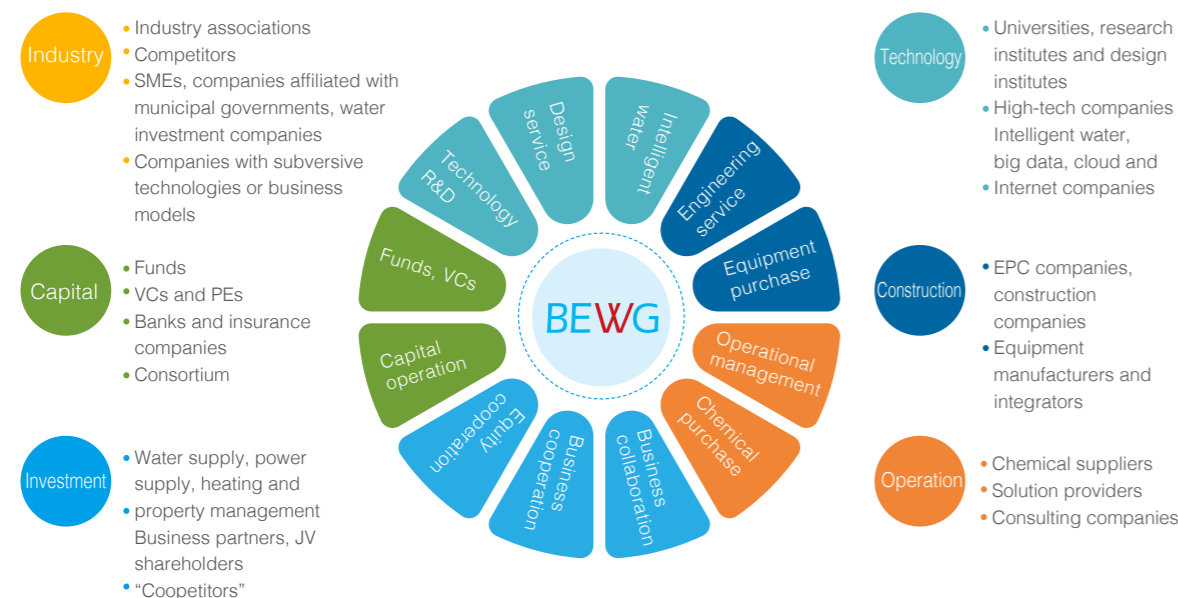 Industry
Industry associations
Competitors
SMEs, companies affiliated with
municipal governments, water
investment companies
Companies with subversive
technologies or business
models
Capital
Funds
VCs and PEs
Banks and insurance
companies
Consortium
Investment
Water supply, power
supply, heating and
property management
Business partners, JV
shareholders
“Coopetitors”
Design
service
Intelligent
water
Technology
R&D
Engineering
service
Funds, VCs
Equipment
purchase
BEWG
Capital
operation
Operational
management
Equity
cooperation
Chemical
purchase
Business
cooperation
Business
collaboration
Technology
Universities, research
institutes and design
institutes
High-tech companies
Intelligent water,
big data, cloud and
Internet companies
Construction
EPC companies,
construction
companies
Equipment
manufacturers and
integrators
Operation
Chemical suppliers
Solution providers
Consulting companies